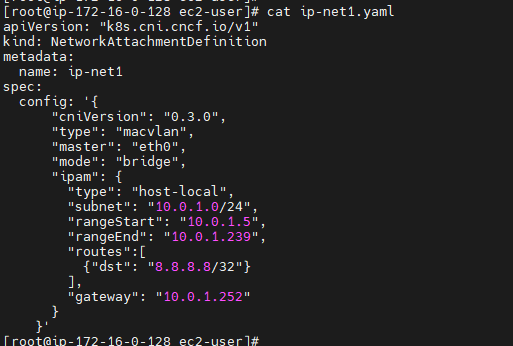 [root@ip-172-16-0-128 ec2-user]# cat ip-net1.yaml
apiVersion: "k8s.cni.cncf.io/v1"
kind: NetworkAttachmentDefinition
metadata:
  name: ip-net1
spec:
  config: '{
      "cniVersion": "0.3.0",
      "type": "macvlan",
      "master": "eth0",
      "mode": "bridge",
      "ipam": {
        "type": "host-local",
        "subnet": "10.0.1.0/24",
        "rangeStart": "10.0.1.5",
        "rangeEnd": "10.0.1.239",
        "routes":[
          {"dst": "8.8.8.8/32"}
        ],
        "gateway": "10.0.1.252"
      }
    }'
[root@ip-172-16-0-128 ec2-user]#